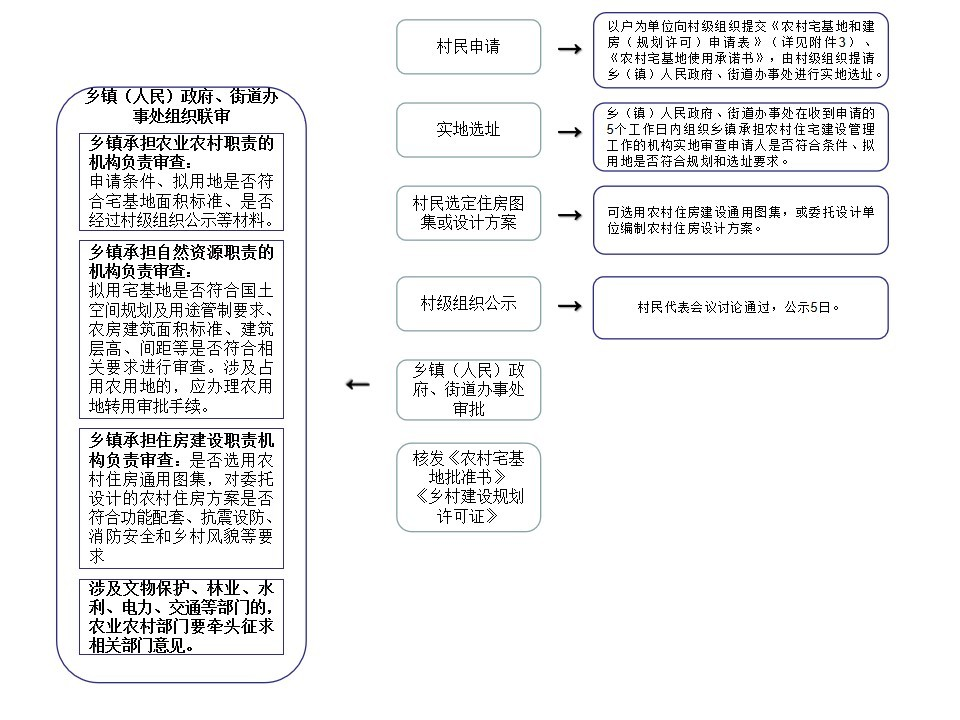 村民申请
以户为单位向村级组织提交《农村宅基地和建
房（规划许可）申请表》（详见附件3）、
《农村宅基地使用承诺书》，由村级组织提请
乡（镇）人民政府、街道办事处进行实地选址。
实地选址
乡（镇）人民政府、街道办事处在收到申请的
5个工作日内组织乡镇承担农村住宅建设管理
工作的机构实地审查申请人是否符合条件、拟
用地是否符合规划和选址要求。
村民选定住房图
集或设计方案
可选用农村住房建设通用图集，或委托设计单
位编制农村住房设计方案。
村级组织公示
村民代表会议讨论通过，公示5日。
乡镇（人民）政
府、街道办事处
审批
乡镇（人民）政府、街道办
事处组织联审
乡镇承担农业农村职责的
机构负责审查：
申请条件、拟用地是否符
合宅基地面积标准、是否
经过村级组织公示等材料。
乡镇承担自然资源职责的
机构负责审查：
拟用宅基地是否符合国土
空间规划及用途管制要求、
农房建筑面积标准、建筑
层高、间距等是否符合相
关要求进行审查。涉及占
用农用地的，应办理农用
地转用审批手续。
乡镇承担住房建设职责机
构负责审查：是否选用农
村住房通用图集，对委托
设计的农村住房方案是否
符合功能配套、抗震设防、
消防安全和乡村风貌等要
求
涉及文物保护、林业、水
利、电力、交通等部门的，
农业农村部门要牵头征求
相关部门意见。
核发《农村宅基
地批准书》
《乡村建设规划
许可证》